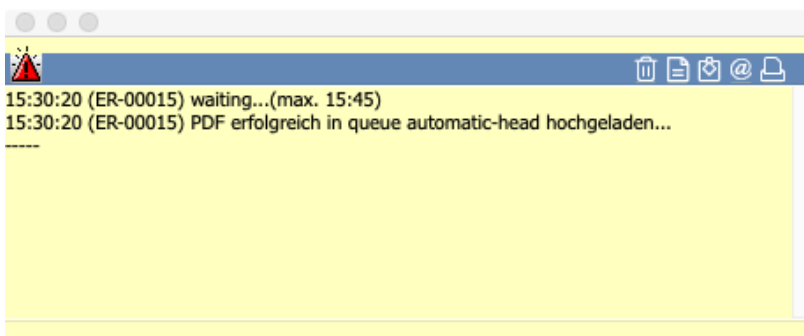 15:30:20 (ER-00015) waiting...(max. 15:45)
15:30:20 (ER-00015) PDF erfolgreich in queue automatic-head hochgeladen...
-----